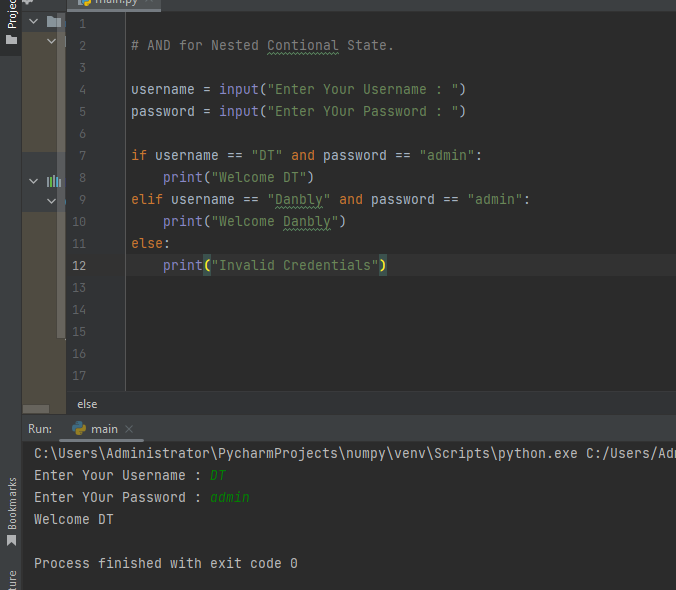 Projec
main.py
1
2 # AND for Nested Contional State.
3
4 username = input("Enter Your Username : ")
5 password = input("Enter YOur Password : ")
6
7 if username == "DT" and password == "admin":
8 print("Welcome DT")
9 elif username == "Danbly" and password == "admin":
10 print("Welcome Danbly")
11 else:
12 print("Invalid Credentials")
13
14
15
16
17
else
Run: main
C:\Users\Administrator\PycharmProjects\numpy\venv\Scripts\python.exe C:/Users/Adm
Enter Your Username : DT
Enter YOur Password : admin
Welcome DT
Process finished with exit code 0
Bookmarks
ture